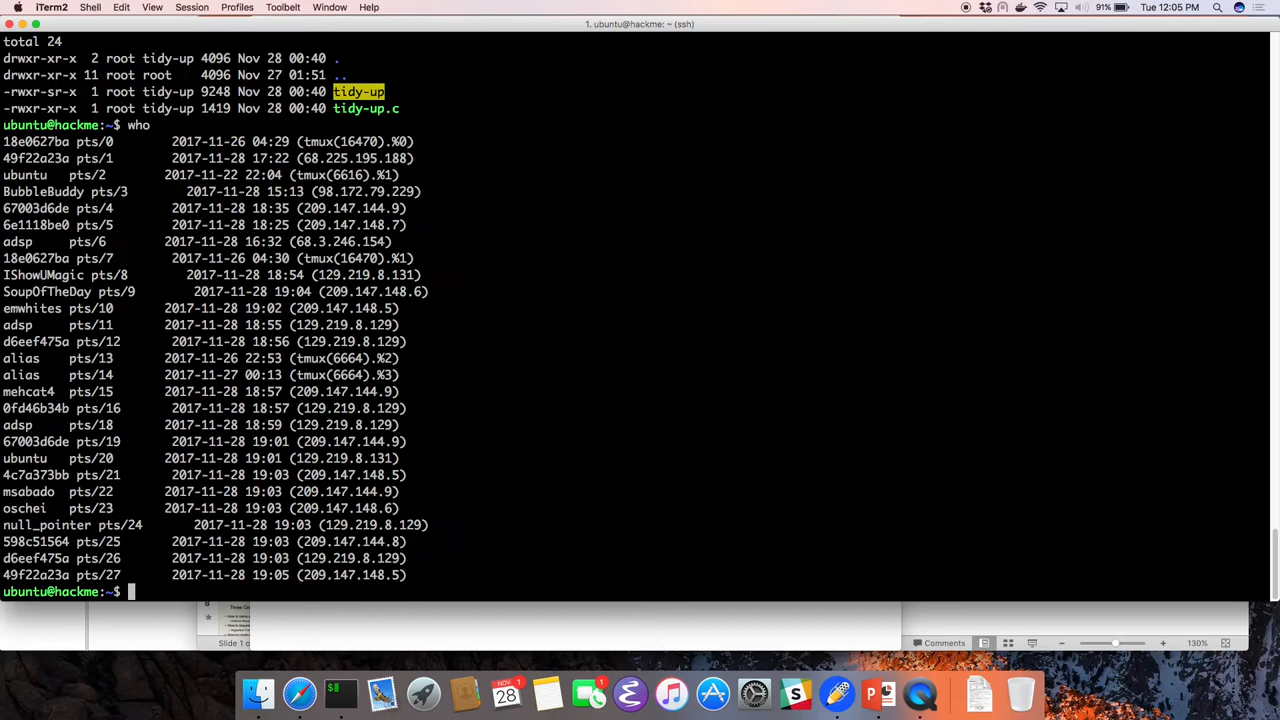 iTerm2 Shell Edit View Session Profiles Toolbelt Window Help 91% Tue 12:05 PM
1. ubuntu@hackme: ~ (ssh)
total 24
drwxr-xr-x 2 root tidy-up 4096 Nov 28 00:40 .
drwxr-xr-x 11 root root 4096 Nov 27 01:51 ..
-rwxr-sr-x 1 root tidy-up 9248 Nov 28 00:40 tidy-up
-rwxr-xr-x 1 root tidy-up 1419 Nov 28 00:40 tidy-up.c
ubuntu@hackme:~$ who
18e0627ba pts/0 2017-11-26 04:29 (tmux(16470).%0)
49f22a23a pts/1 2017-11-28 17:22 (68.225.195.188)
ubuntu pts/2 2017-11-22 22:04 (tmux(6616).%1)
BubbleBuddy pts/3 2017-11-28 15:13 (98.172.79.229)
67003d6de pts/4 2017-11-28 18:35 (209.147.144.9)
6e1118be0 pts/5 2017-11-28 18:25 (209.147.148.7)
adsp pts/6 2017-11-28 16:32 (68.3.246.154)
18e0627ba pts/7 2017-11-26 04:30 (tmux(16470).%1)
IShowUMagic pts/8 2017-11-28 18:54 (129.219.8.131)
SoupOfTheDay pts/9 2017-11-28 19:04 (209.147.148.6)
emwhites pts/10 2017-11-28 19:02 (209.147.148.5)
adsp pts/11 2017-11-28 18:55 (129.219.8.129)
d6eef475a pts/12 2017-11-28 18:56 (129.219.8.129)
alias pts/13 2017-11-26 22:53 (tmux(6664).%2)
alias pts/14 2017-11-27 00:13 (tmux(6664).%3)
mehcat4 pts/15 2017-11-28 18:57 (209.147.144.9)
0fd46b34b pts/16 2017-11-28 18:57 (129.219.8.129)
adsp pts/18 2017-11-28 18:59 (129.219.8.129)
67003d6de pts/19 2017-11-28 19:01 (209.147.144.9)
ubuntu pts/20 2017-11-28 19:01 (129.219.8.131)
4c7a373bb pts/21 2017-11-28 19:03 (209.147.148.5)
msabado pts/22 2017-11-28 19:03 (209.147.144.9)
oschei pts/23 2017-11-28 19:03 (209.147.148.6)
null_pointer pts/24 2017-11-28 19:03 (129.219.8.129)
598c51564 pts/25 2017-11-28 19:03 (209.147.144.8)
d6eef475a pts/26 2017-11-28 19:03 (129.219.8.129)
49f22a23a pts/27 2017-11-28 19:05 (209.147.148.5)
ubuntu@hackme:~$
Slide 1 o
Comments
130%
NOV
28
1
1